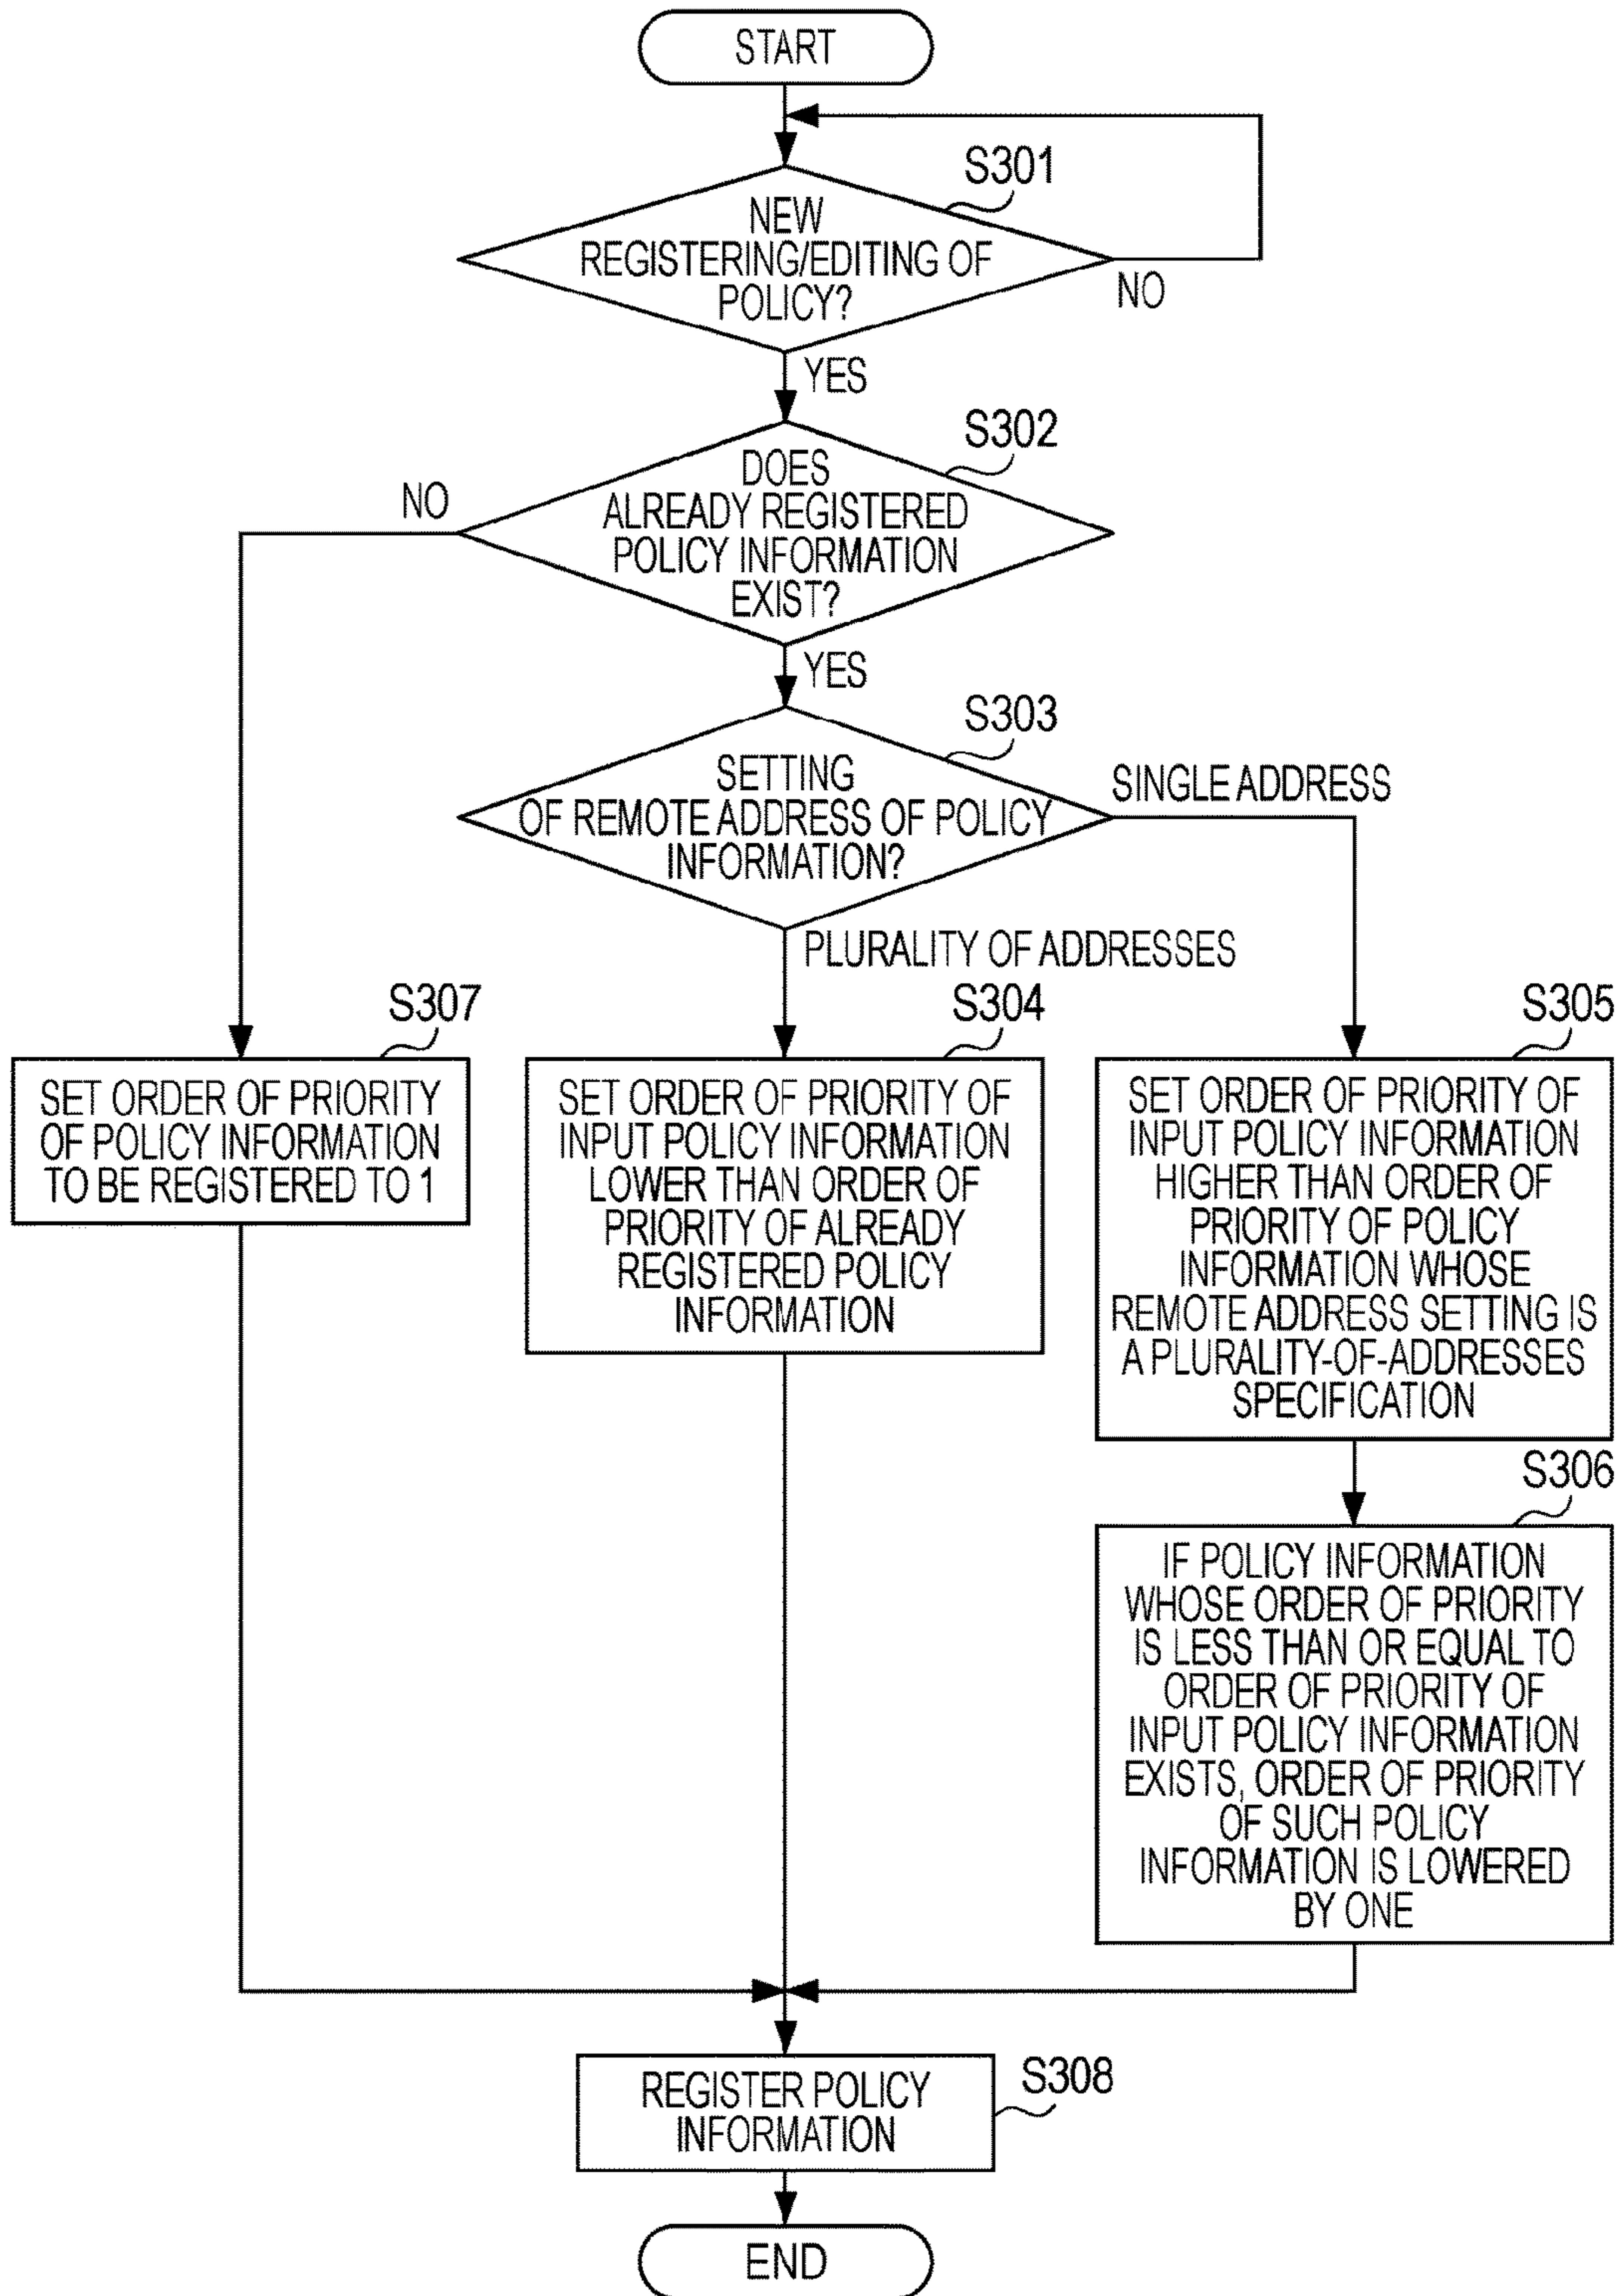 START
S301
NEW
REGISTERING/EDITING OF
POLICY?
NO
YES
S302
DOES
ALREADY REGISTERED
POLICY INFORMATION
EXIST?
NO
YES
S303
SETTING
OF REMOTE ADDRESS OF POLICY
INFORMATION?
SINGLE ADDRESS
PLURALITY OF ADDRESSES
S307
SET ORDER OF PRIORITY
OF POLICY INFORMATION
TO BE REGISTERED TO 1
S304
SET ORDER OF PRIORITY OF
INPUT POLICY INFORMATION
LOWER THAN ORDER OF
PRIORITY OF ALREADY
REGISTERED POLICY
INFORMATION
S305
SET ORDER OF PRIORITY OF
INPUT POLICY INFORMATION
HIGHER THAN ORDER OF
PRIORITY OF POLICY
INFORMATION WHOSE
REMOTE ADDRESS SETTING IS
A PLURALITY-OF-ADDRESSES
SPECIFICATION
S306
IF POLICY INFORMATION
WHOSE ORDER OF PRIORITY
IS LESS THAN OR EQUAL TO
ORDER OF PRIORITY OF
INPUT POLICY INFORMATION
EXISTS, ORDER OF PRIORITY
OF SUCH POLICY
INFORMATION IS LOWERED
BY ONE
S308
REGISTER POLICY
INFORMATION
END